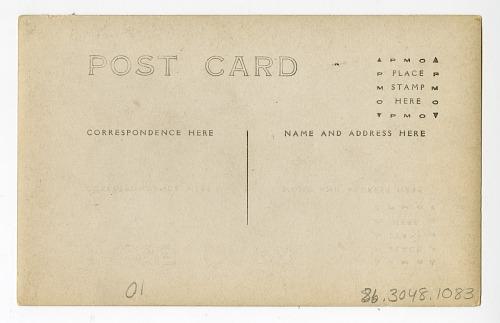 POST CARD
▲ P M O ▲
P PLACE P
M STAMP M
O HERE O
▼ P M O ▼
CORRESPONDENCE HERE
NAME AND ADDRESS HERE
01
86.3048.1083